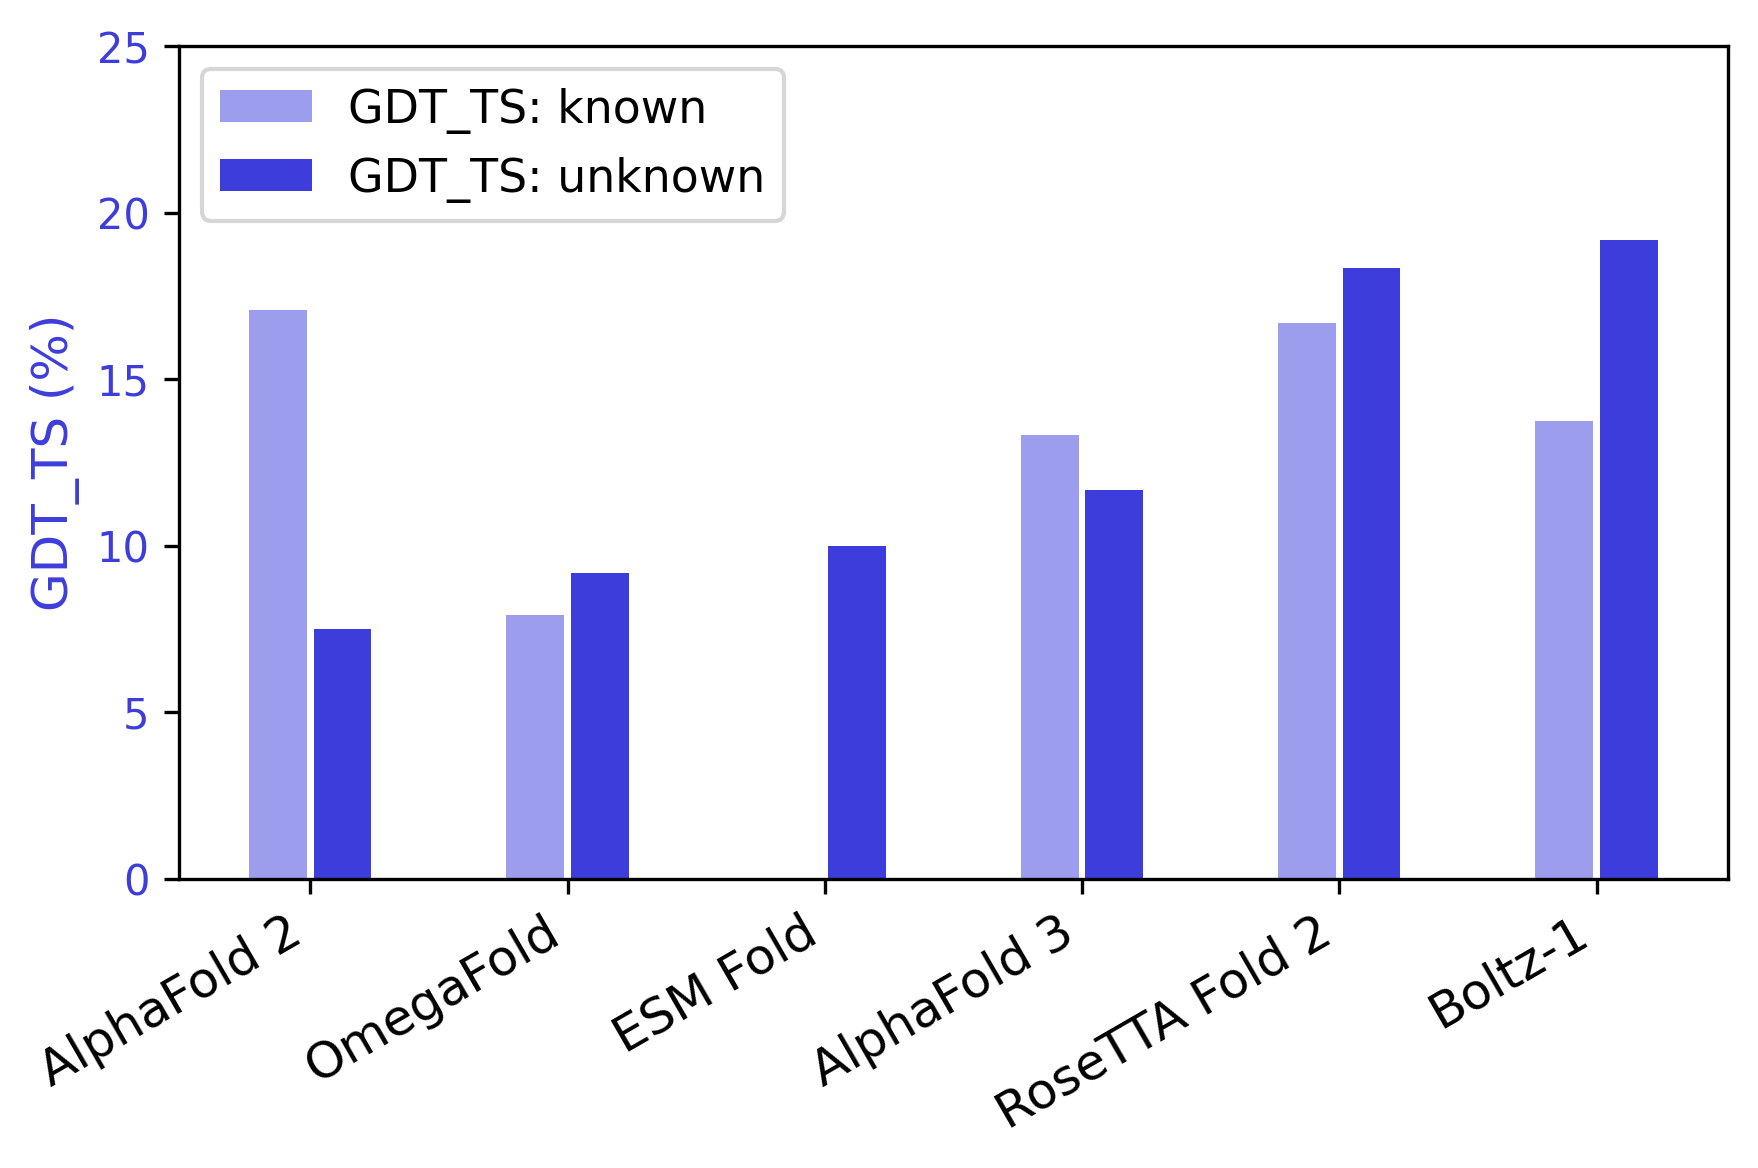 GDT_TS: known
GDT_TS: unknown
GDT_TS (%)
25
20
15
10
5
0
AlphaFold 2
OmegaFold
ESM Fold
AlphaFold 3
RoseTTA Fold 2
Boltz-1